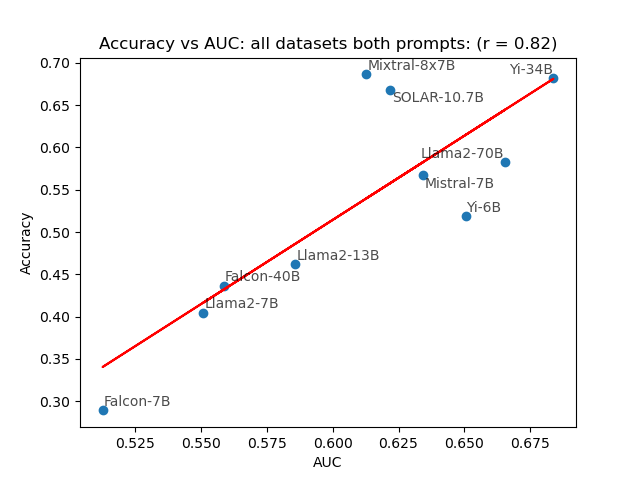 Accuracy vs AUC: all datasets both prompts: (r = 0.82)
0.70
Mixtral-8x7B
Yi-34B
0.65
SOLAR-10.7B
0.60
Llama2-70B
0.55
Mistral-7B
Yi-6B
0.50
Accuracy
Llama2-13B
0.45
Falcon-40B
0.40
Llama2-7B
0.35
Falcon-7B
0.30
0.525 0.550 0.575 0.600 0.625 0.650 0.675
AUC